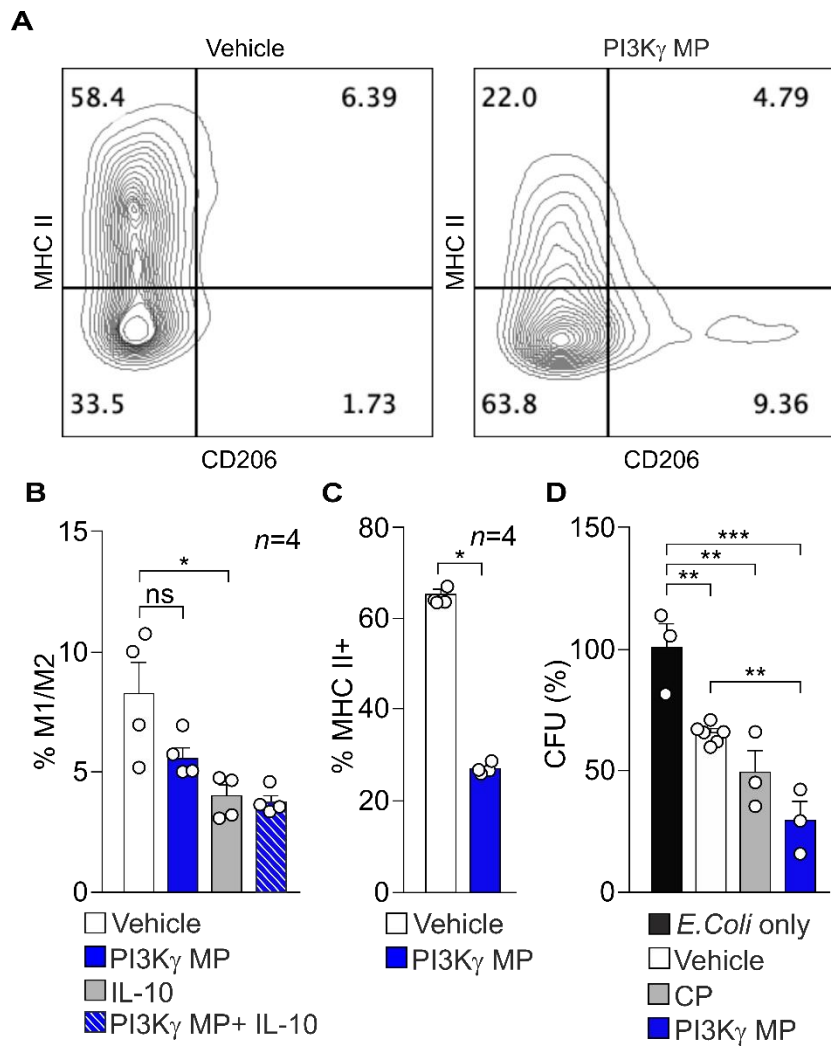 A
Vehicle
PI3Kγ MP
58.4
6.39
22.0
4.79
MHC II
MHC II
33.5
1.73
63.8
9.36
CD206
CD206
B
C
D
% M1/M2
15
10
5
0
*
n=4
ns
Vehicle
PI3Kγ MP
IL-10
PI3Kγ MP+ IL-10
% MHC II+
80
60
40
20
0
n=4
*
Vehicle
PI3Kγ MP
CFU (%)
150
100
50
0
***
**
**
**
E.Coli only
Vehicle
CP
PI3Kγ MP